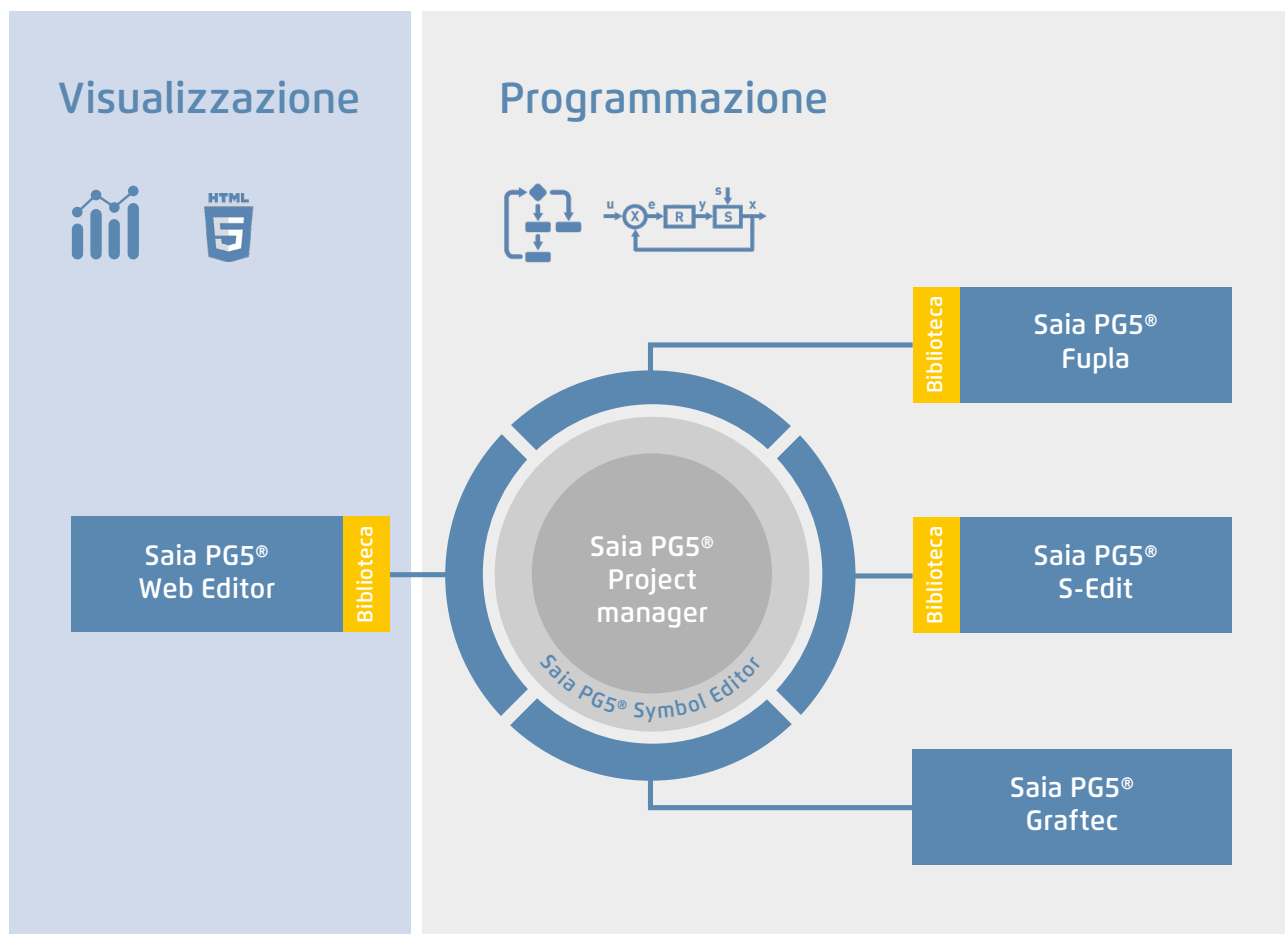 Visualizzazione
Programmazione
HTML
5
u
X
e
R
y
s
S
x
Biblioteca
Saia PG5®
Fupla
Saia PG5®
Web Editor
Biblioteca
Saia PG5®
Project
manager
Saia PG5® Symbol Editor
Biblioteca
Saia PG5®
S-Edit
Saia PG5®
Graftec